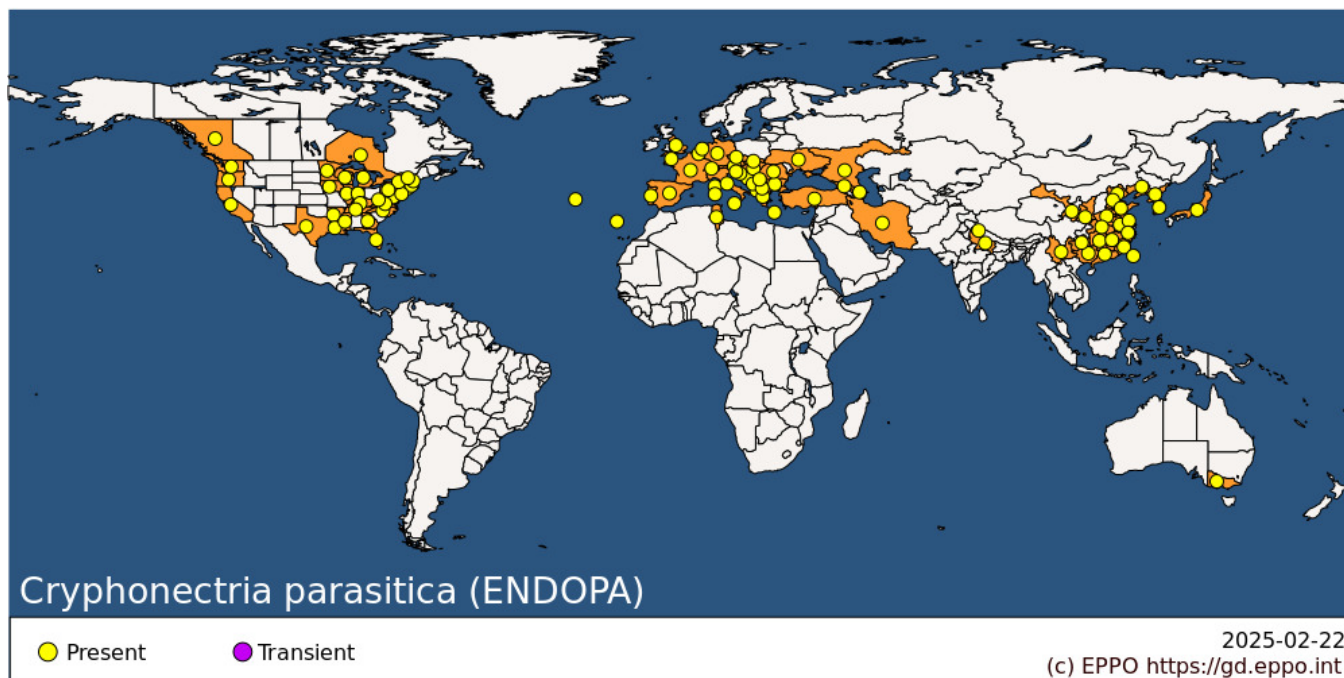 Cryphonectria parasitica (ENDOPA)
Present
Transient
2025-02-22
(c) EPPO https://gd.eppo.int